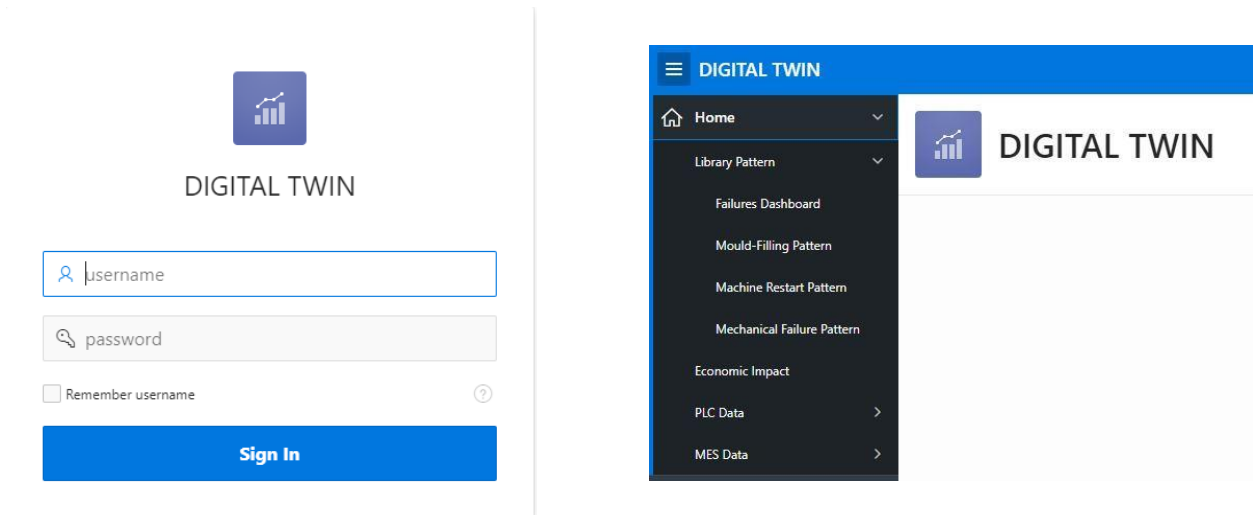 DIGITAL TWIN
username
password
Remember username
?
Sign In
DIGITAL TWIN
Home
DIGITAL TWIN
Library Pattern
Failures Dashboard
Mould-Filling Pattern
Machine Restart Pattern
Mechanical Failure Pattern
Economic Impact
PLC Data
MES Data